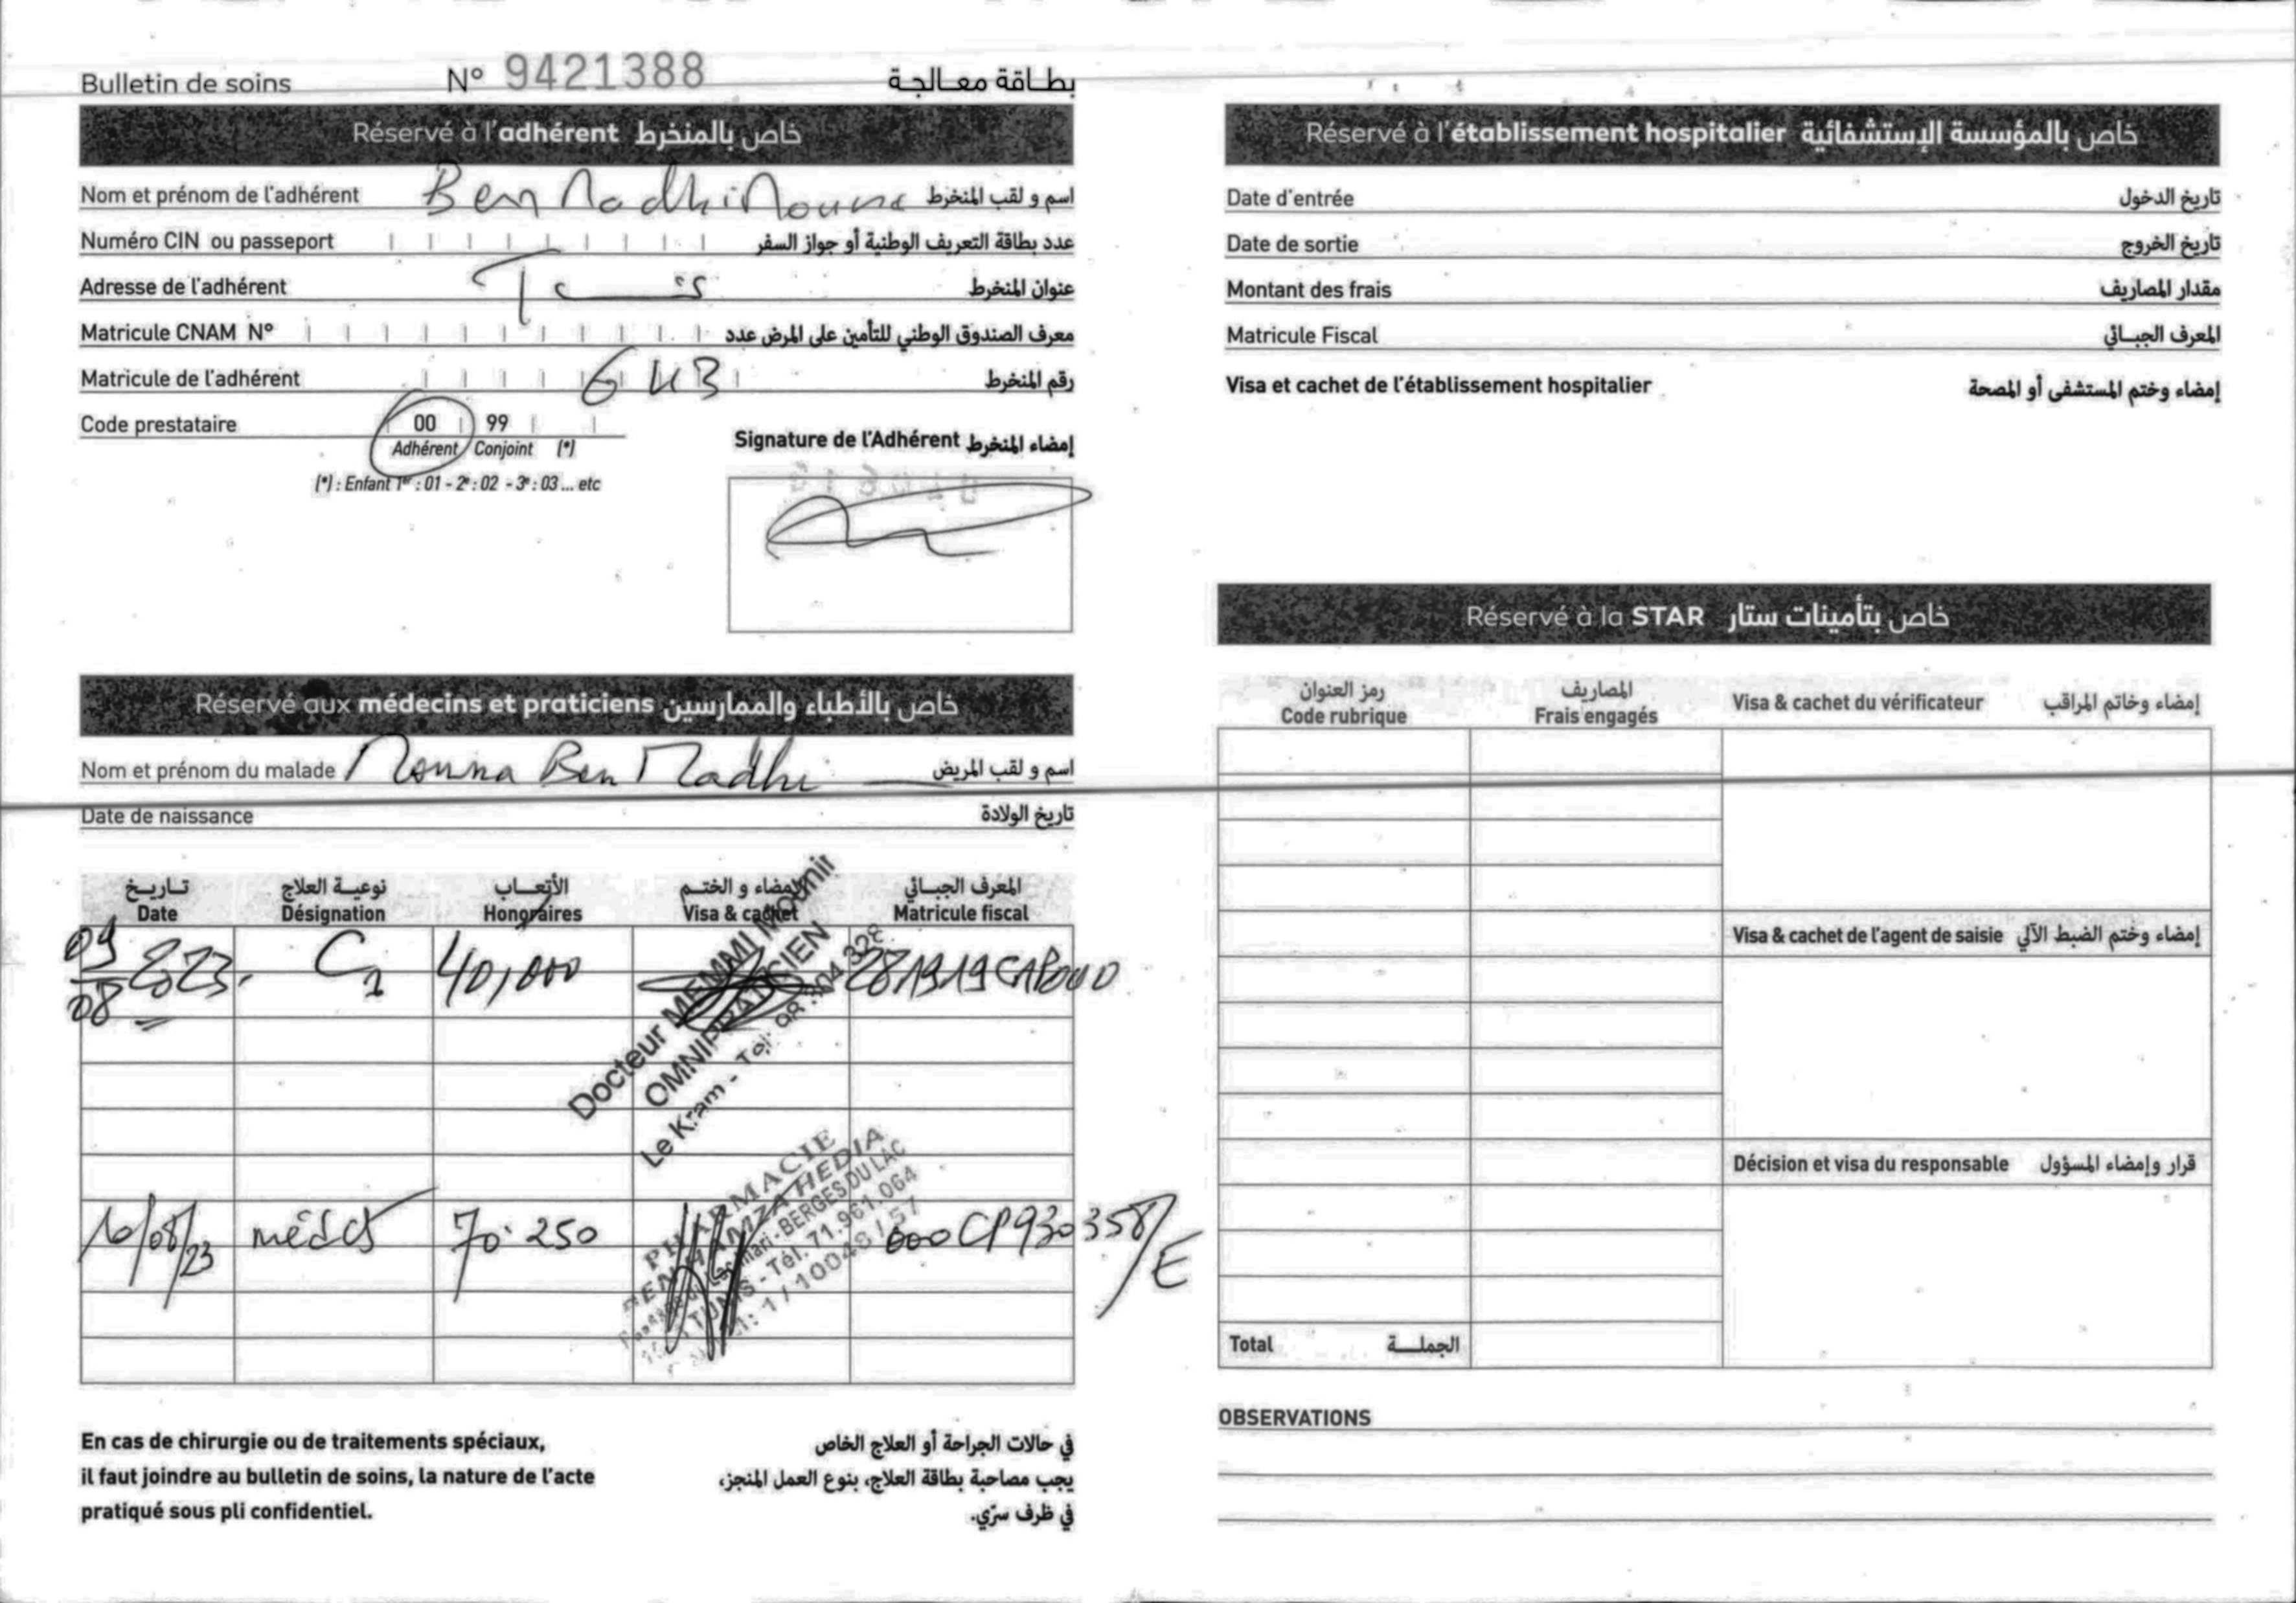 Bulletin de soins N° 9421388 بطاقة معالجة
Réservé à l'adhérent خاص بالمنخرط
Nom et prénom de l'adhérent Ben Madhi Mouna اسم و لقب المنخرط
Numéro CIN ou passeport عدد بطاقة التعريف الوطنية أو جواز السفر
Adresse de l'adhérent عنوان المنخرط
Matricule CNAM N° معرف الصندوق الوطني للتأمين على المرض عدد
Matricule de l'adhérent رقم المنخرط
Code prestataire 00 99
Adhérent Conjoint (*)
(*) : Enfant 1er : 01 - 2e : 02 - 3e : 03 ... etc
Signature de l'Adhérent إمضاء المنخرط
Réservé aux médecins et praticiens خاص بالأطباء والممارسين
Nom et prénom du malade Mouna Ben Madhi اسم و لقب المريض
Date de naissance تاريخ الولادة
تاريخ نوعية العلاج الأتعاب الإمضاء و الختم المعرف الجبائي
Date Désignation Honoraires Visa & cachet Matricule fiscal
09/08 2023. 40,000
Docteur MEMMI Mounir
OMNIPRATICIEN
Le Kram - Tél: 98.304.328
10/08/23 médcts 70.250 000CP930358/E
PHARMACIE
BEN HAMZA HEDIA
BERGES DU LAC
TUNIS - Tél. 71.961.064
En cas de chirurgie ou de traitements spéciaux,
il faut joindre au bulletin de soins, la nature de l'acte
pratiqué sous pli confidentiel.
في حالات الجراحة أو العلاج الخاص
يجب مصاحبة بطاقة العلاج، بنوع العمل المنجز،
في ظرف سرّي.
Réservé à l'établissement hospitalier خاص بالمؤسسة الإستشفائية
Date d'entrée تاريخ الدخول
Date de sortie تاريخ الخروج
Montant des frais مقدار المصاريف
Matricule Fiscal المعرف الجبائي
Visa et cachet de l'établissement hospitalier إمضاء وختم المستشفى أو المصحة
Réservé à la STAR خاص بتأمينات ستار
رمز العنوان المصاريف
Code rubrique Frais engagés Visa & cachet du vérificateur إمضاء وخاتم المراقب
Visa & cachet de l'agent de saisie إمضاء وختم الضبط الآلي
Décision et visa du responsable قرار وإمضاء المسؤول
Total الجملة
OBSERVATIONS